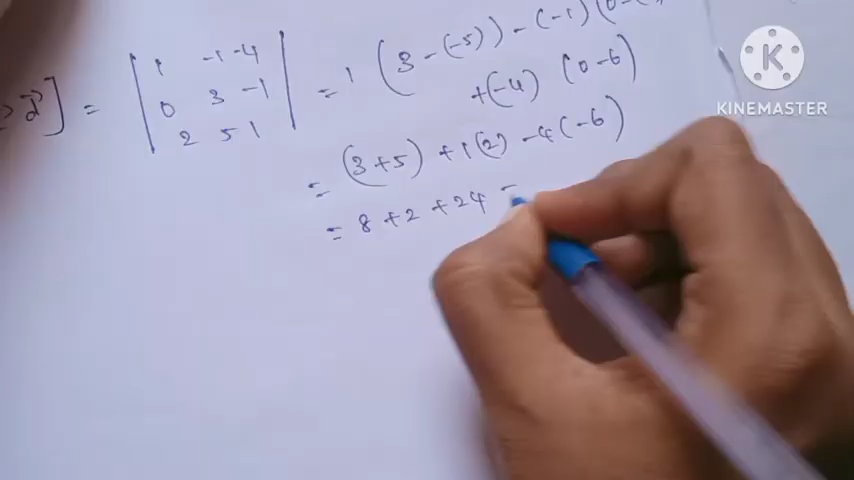 d⃗] = | 1 -1 -4 | = 1 (3 - (-5)) - (-1) (0-
| 0 3 -1 | + (-4) (0-6)
| 2 5 1 |
= (3+5) + 1(2) - 4(-6)
= 8 + 2 + 24 =
KINEMASTER